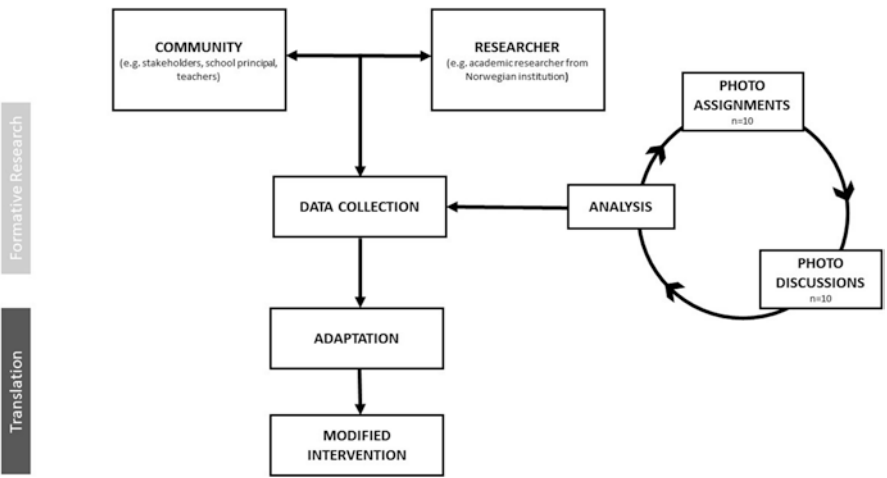 COMMUNITY
(e.g. stakeholders, school principal,
teachers)
RESEARCHER
(e.g. academic researcher from
Norwegian institution)
PHOTO
ASSIGNMENTS
n=10
Formative Research
DATA COLLECTION
ANALYSIS
PHOTO
DISCUSSIONS
n=10
Translation
ADAPTATION
MODIFIED
INTERVENTION